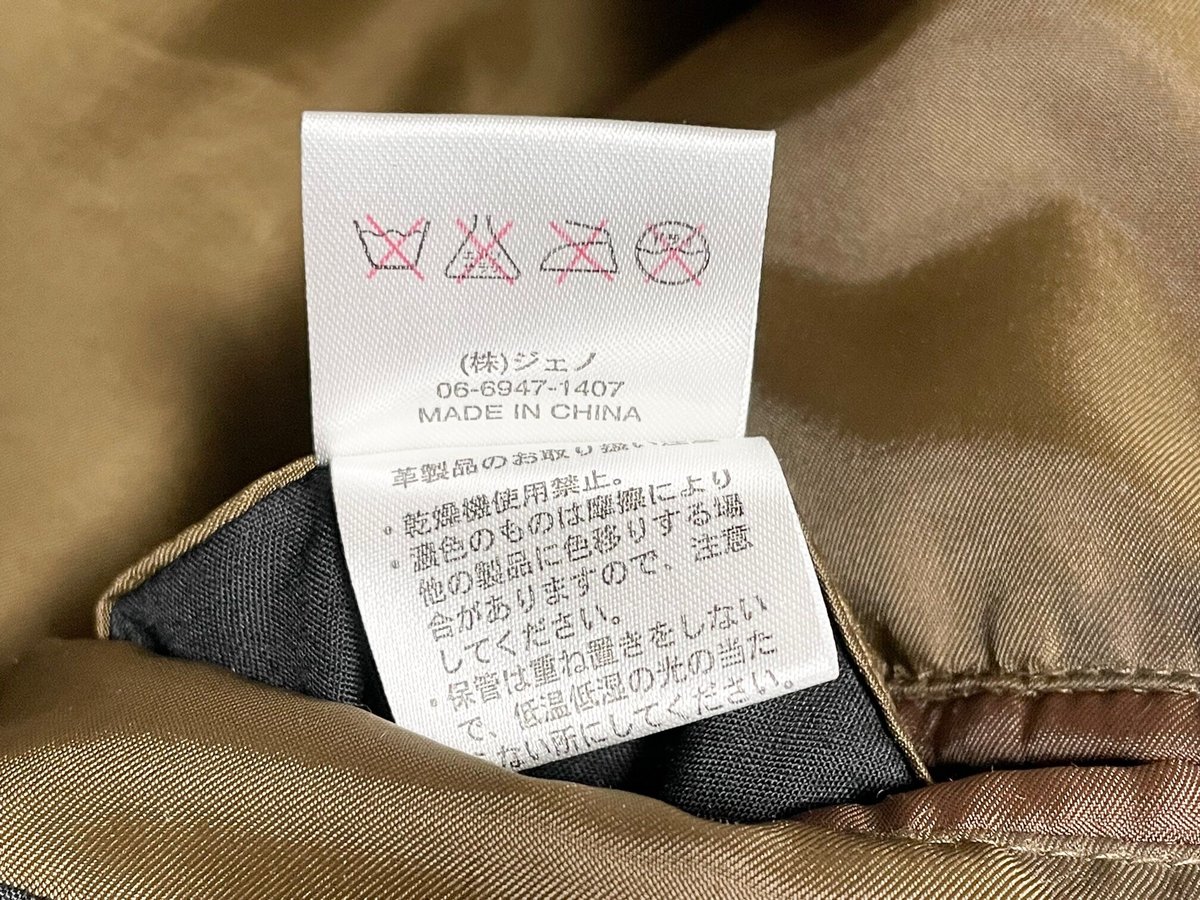 (株)ジェノ
06-6947-1407
MADE IN CHINA
革製品のお取り扱い注意
・乾燥機使用禁止。
・濃色のものは摩擦により
他の製品に色移りする場
合がありますので、注意
してください。
・保管は重ね置きをしない
で、低温低湿の光の当た
らない所にしてください。